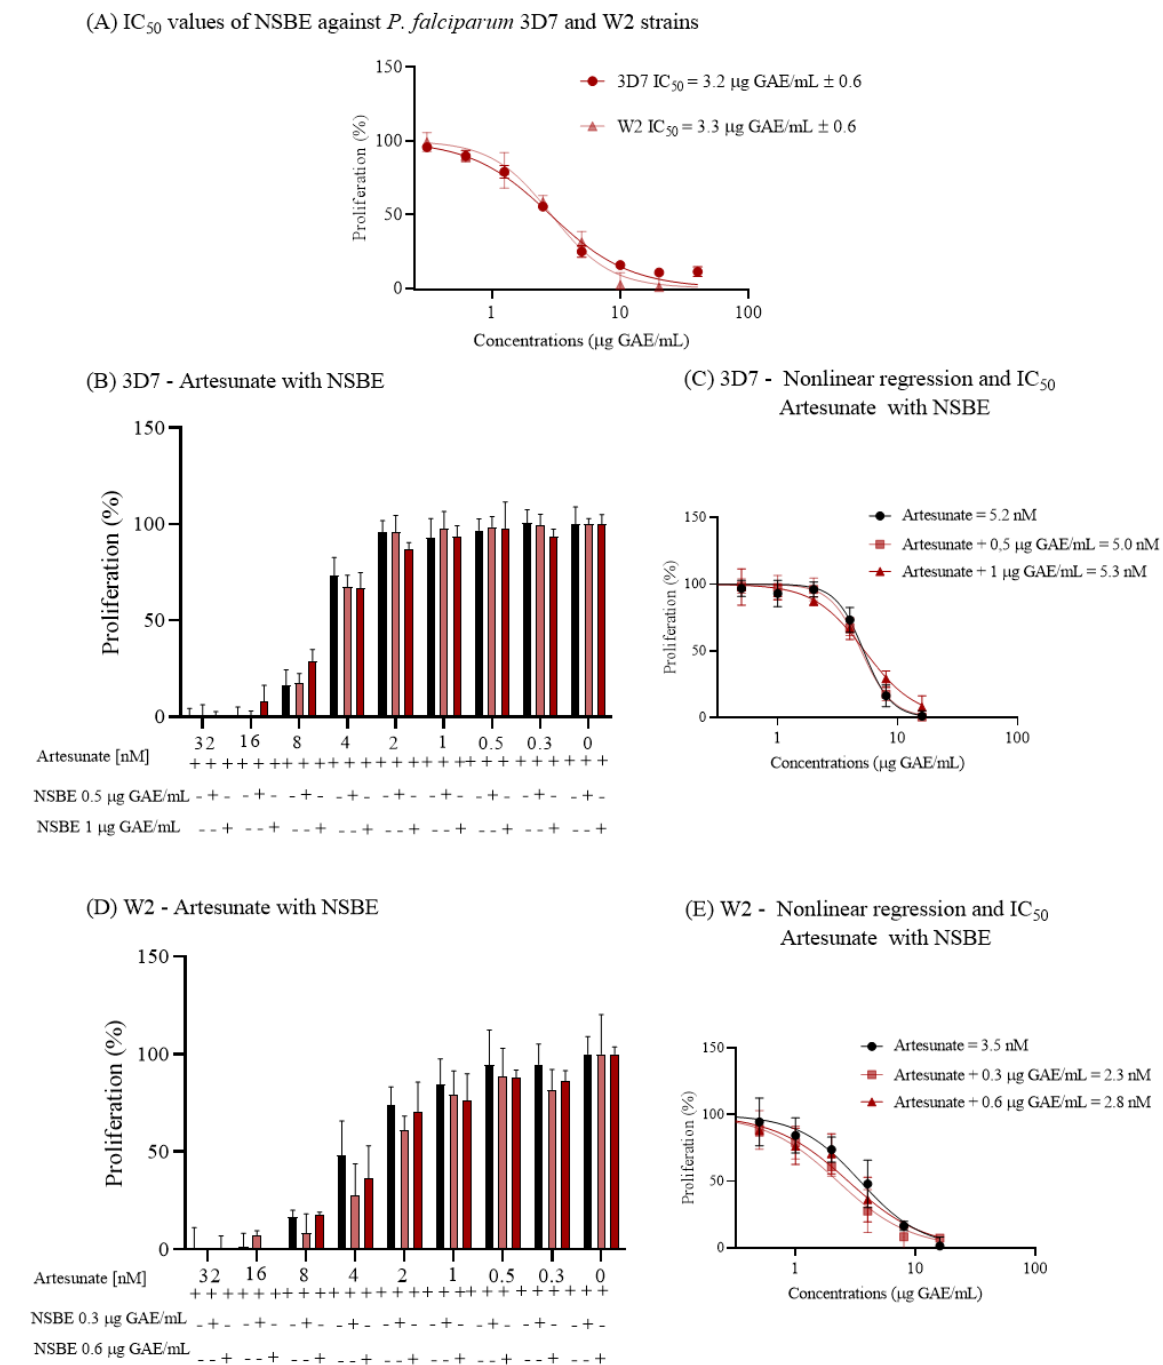 (A) IC50 values of NSBE against P. falciparum 3D7 and W2 strains
150
100
50
0
Proliferation (%)
3D7 IC50 = 3.2 µg GAE/mL ± 0.6
W2 IC50 = 3.3 µg GAE/mL ± 0.6
1 10 100
Concentrations (µg GAE/mL)
(B) 3D7 - Artesunate with NSBE
150
100
50
0
Proliferation (%)
32 16 8 4 2 1 0.5 0.3 0
Artesunate [nM]
+ + + + + + + + + + + + + + + + + + + + + + + + + + +
NSBE 0.5 µg GAE/mL - + - - + - - + - - + - - + - - + - - + - - + - - + -
NSBE 1 µg GAE/mL - - + - - + - - + - - + - - + - - + - - + - - + - - +
(C) 3D7 - Nonlinear regression and IC50
Artesunate with NSBE
150
100
50
0
Proliferation (%)
Artesunate = 5.2 nM
Artesunate + 0,5 µg GAE/mL = 5.0 nM
Artesunate + 1 µg GAE/mL = 5.3 nM
1 10 100
Concentrations (µg GAE/mL)
(D) W2 - Artesunate with NSBE
150
100
50
0
Proliferation (%)
32 16 8 4 2 1 0.5 0.3 0
Artesunate [nM]
+ + + + + + + + + + + + + + + + + + + + + + + + + + +
NSBE 0.3 µg GAE/mL - + - - + - - + - - + - - + - - + - - + - - + - - + -
NSBE 0.6 µg GAE/mL - - + - - + - - + - - + - - + - - + - - + - - + - - +
(E) W2 - Nonlinear regression and IC50
Artesunate with NSBE
150
100
50
0
Proliferation (%)
Artesunate = 3.5 nM
Artesunate + 0.3 µg GAE/mL = 2.3 nM
Artesunate + 0.6 µg GAE/mL = 2.8 nM
1 10 100
Concentrations (µg GAE/mL)